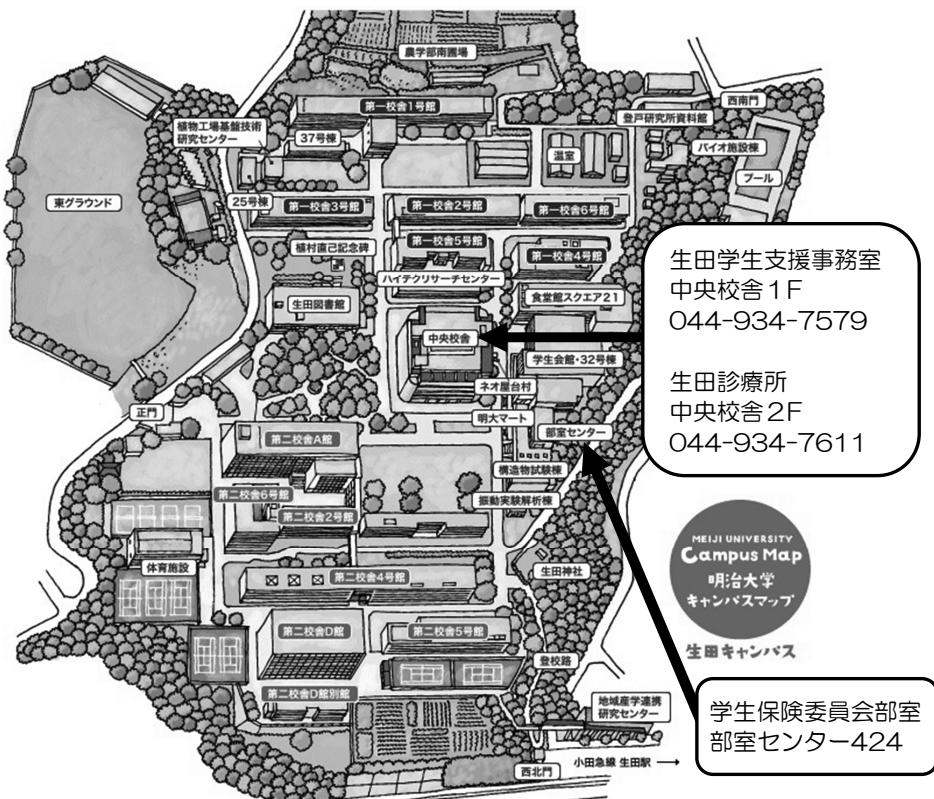 農学部南圃場
第一校舎1号館
西南門
登戸研究所資料館
植物工場基盤技術
研究センター
37号棟
温室
バイオ施設棟
プール
東グラウンド
25号棟
第一校舎3号館
第一校舎2号館
第一校舎6号館
植村直己記念碑
第一校舎5号館
第一校舎4号館
ハイテクリサーチセンター
生田図書館
食堂館スクエア21
中央校舎
学生会館・32号棟
生田学生支援事務室
中央校舎1F
044-934-7579
生田診療所
中央校舎2F
044-934-7611
ネオ屋台村
正門
明大マート
第二校舎A館
部室センター
構造物試験棟
第二校舎6号館
振動実験解析棟
第二校舎2号館
MEIJI UNIVERSITY
Campus Map
明治大学
キャンパスマップ
生田キャンパス
体育施設
第二校舎4号館
生田神社
第二校舎D館
第二校舎5号館
登校路
第二校舎D館別館
地域産学連携
研究センター
学生保険委員会部室
部室センター424
西北門
小田急線 生田駅 →